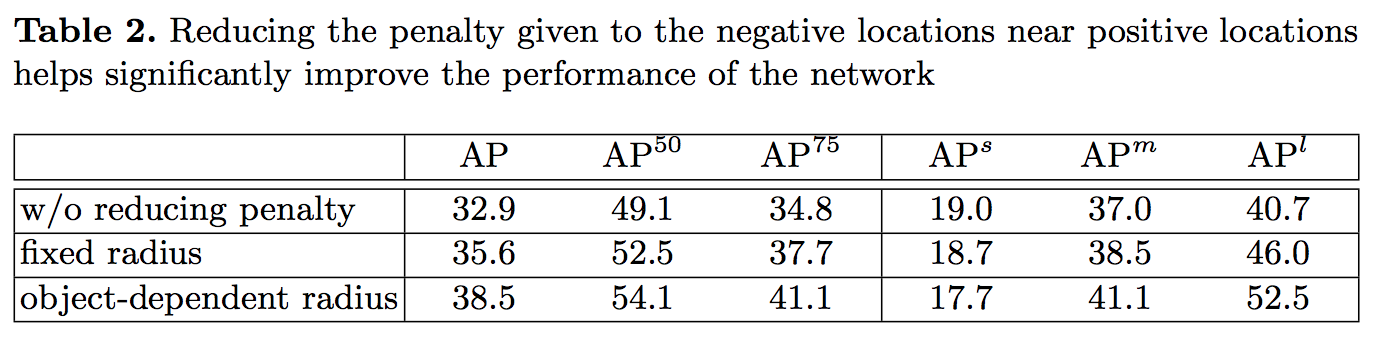 Table 2. Reducing the penalty given to the negative locations near positive locations
helps significantly improve the performance of the network
AP AP^50 AP^75 AP^s AP^m AP^l
w/o reducing penalty 32.9 49.1 34.8 19.0 37.0 40.7
fixed radius 35.6 52.5 37.7 18.7 38.5 46.0
object-dependent radius 38.5 54.1 41.1 17.7 41.1 52.5